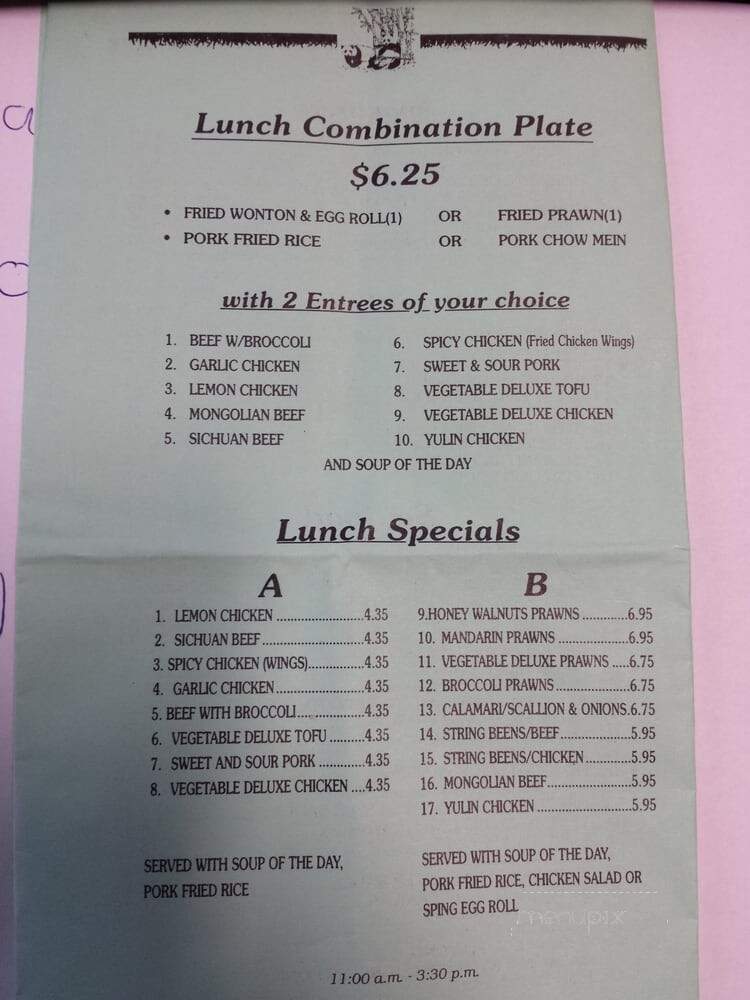 Lunch Combination Plate
$6.25
• FRIED WONTON & EGG ROLL(1) OR FRIED PRAWN(1)
• PORK FRIED RICE OR PORK CHOW MEIN
with 2 Entrees of your choice
1. BEEF W/BROCCOLI
2. GARLIC CHICKEN
3. LEMON CHICKEN
4. MONGOLIAN BEEF
5. SICHUAN BEEF
6. SPICY CHICKEN (Fried Chicken Wings)
7. SWEET & SOUR PORK
8. VEGETABLE DELUXE TOFU
9. VEGETABLE DELUXE CHICKEN
10. YULIN CHICKEN
AND SOUP OF THE DAY
Lunch Specials
A
1. LEMON CHICKEN ..........................4.35
2. SICHUAN BEEF..............................4.35
3. SPICY CHICKEN (WINGS)................4.35
4. GARLIC CHICKEN..........................4.35
5. BEEF WITH BROCCOLI...................4.35
6. VEGETABLE DELUXE TOFU ..........4.35
7. SWEET AND SOUR PORK .............4.35
8. VEGETABLE DELUXE CHICKEN ....4.35
SERVED WITH SOUP OF THE DAY,
PORK FRIED RICE
B
9.HONEY WALNUTS PRAWNS .............6.95
10. MANDARIN PRAWNS .....................6.95
11. VEGETABLE DELUXE PRAWNS .....6.75
12. BROCCOLI PRAWNS......................6.75
13. CALAMARI/SCALLION & ONIONS.6.75
14. STRING BEENS/BEEF.....................5.95
15. STRING BEENS/CHICKEN.............5.95
16. MONGOLIAN BEEF.........................5.95
17. YULIN CHICKEN ............................5.95
SERVED WITH SOUP OF THE DAY,
PORK FRIED RICE, CHICKEN SALAD OR
SPING EGG ROLL
menupix
11:00 a.m. - 3:30 p.m.